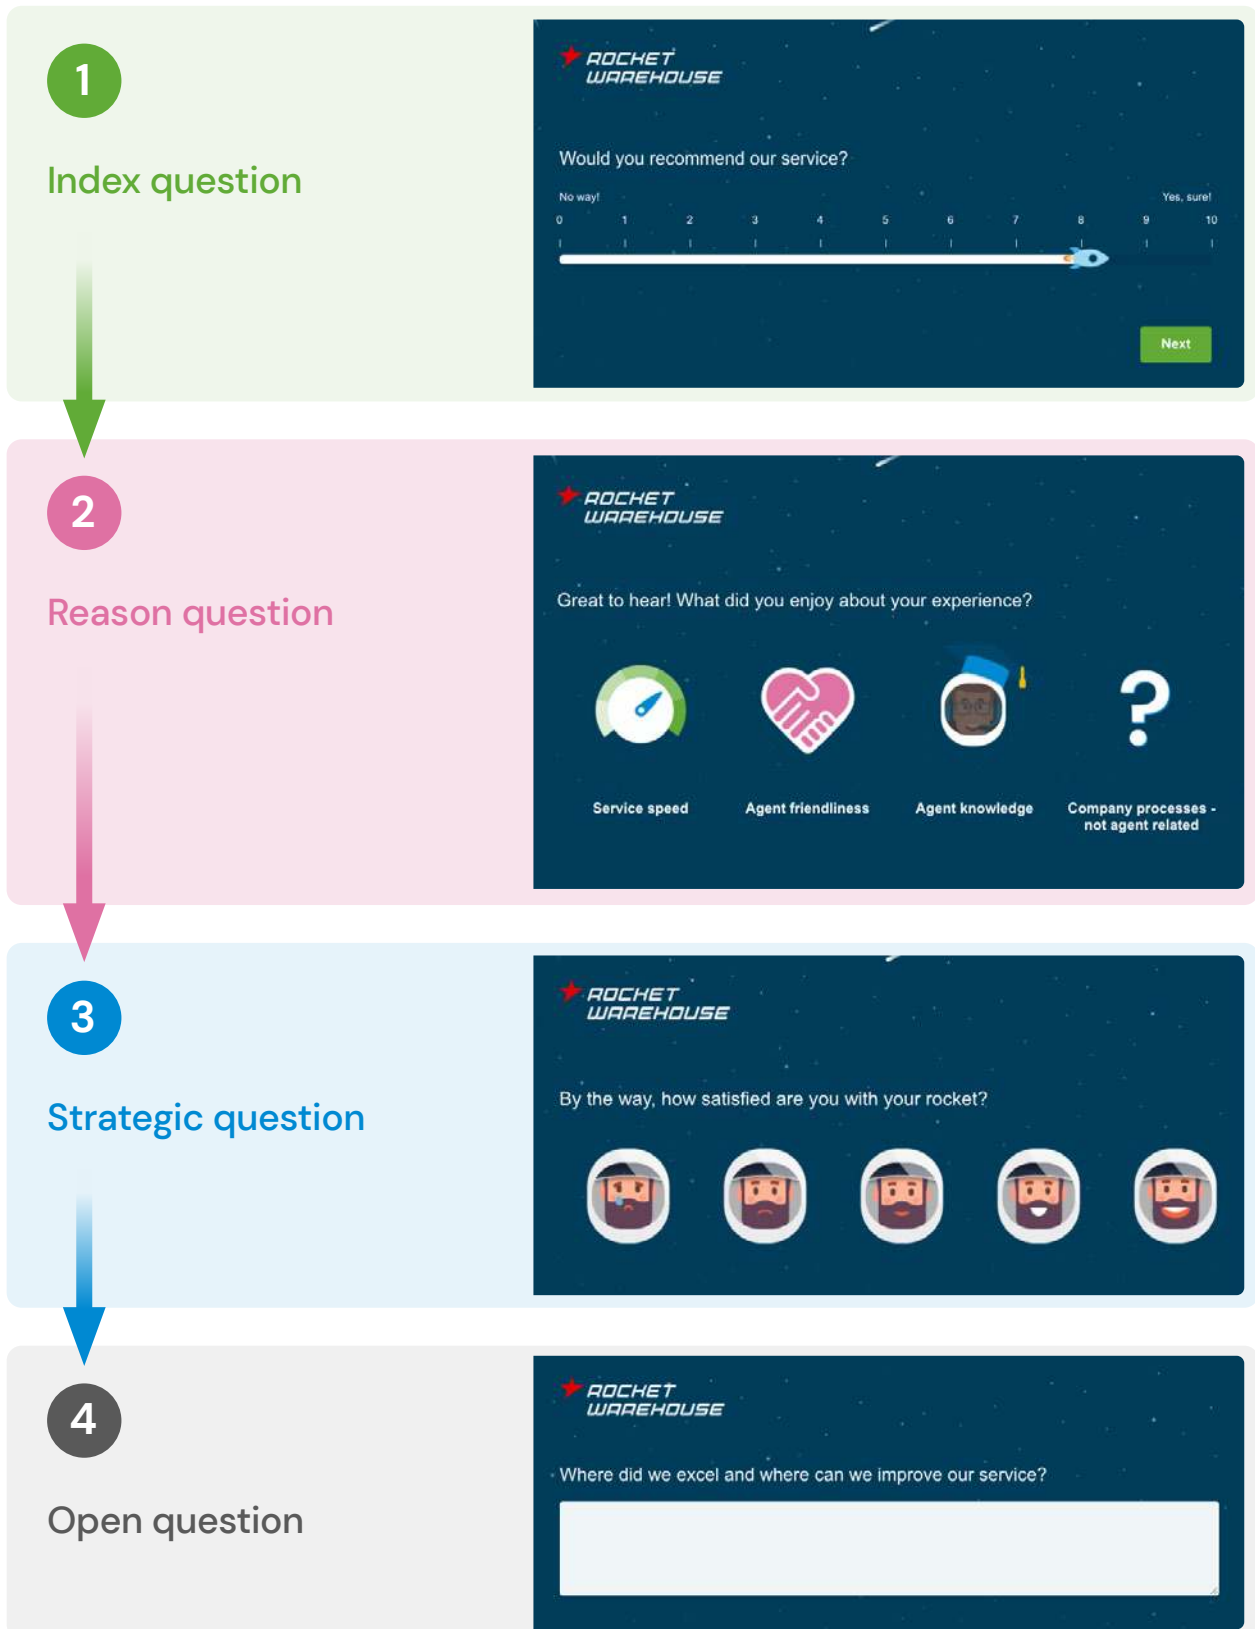 1
Index question
ROCKET
WAREHOUSE
Would you recommend our service?
No way! Yes, sure!
0 1 2 3 4 5 6 7 8 9 10
Next
2
Reason question
ROCKET
WAREHOUSE
Great to hear! What did you enjoy about your experience?
Service speed
Agent friendliness
Agent knowledge
Company processes -
not agent related
3
Strategic question
ROCKET
WAREHOUSE
By the way, how satisfied are you with your rocket?
4
Open question
ROCKET
WAREHOUSE
Where did we excel and where can we improve our service?